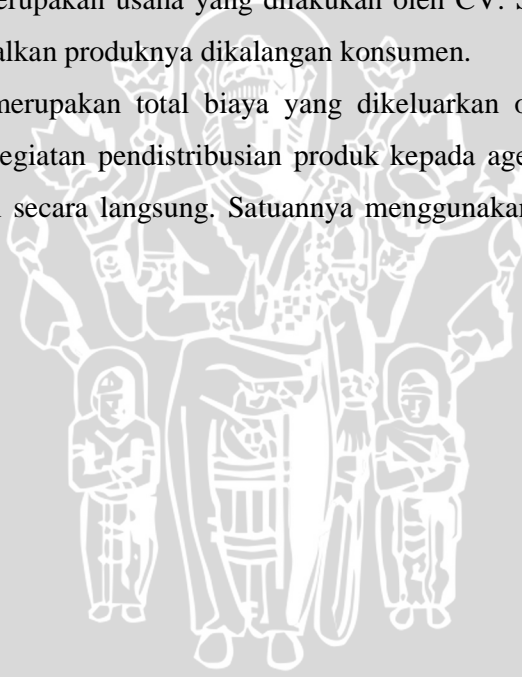 erupakan usaha yang dilakukan oleh CV. S
alkan produknya dikalangan konsumen.
merupakan total biaya yang dikeluarkan o
egiatan pendistribusian produk kepada age
secara langsung. Satuannya menggunakan